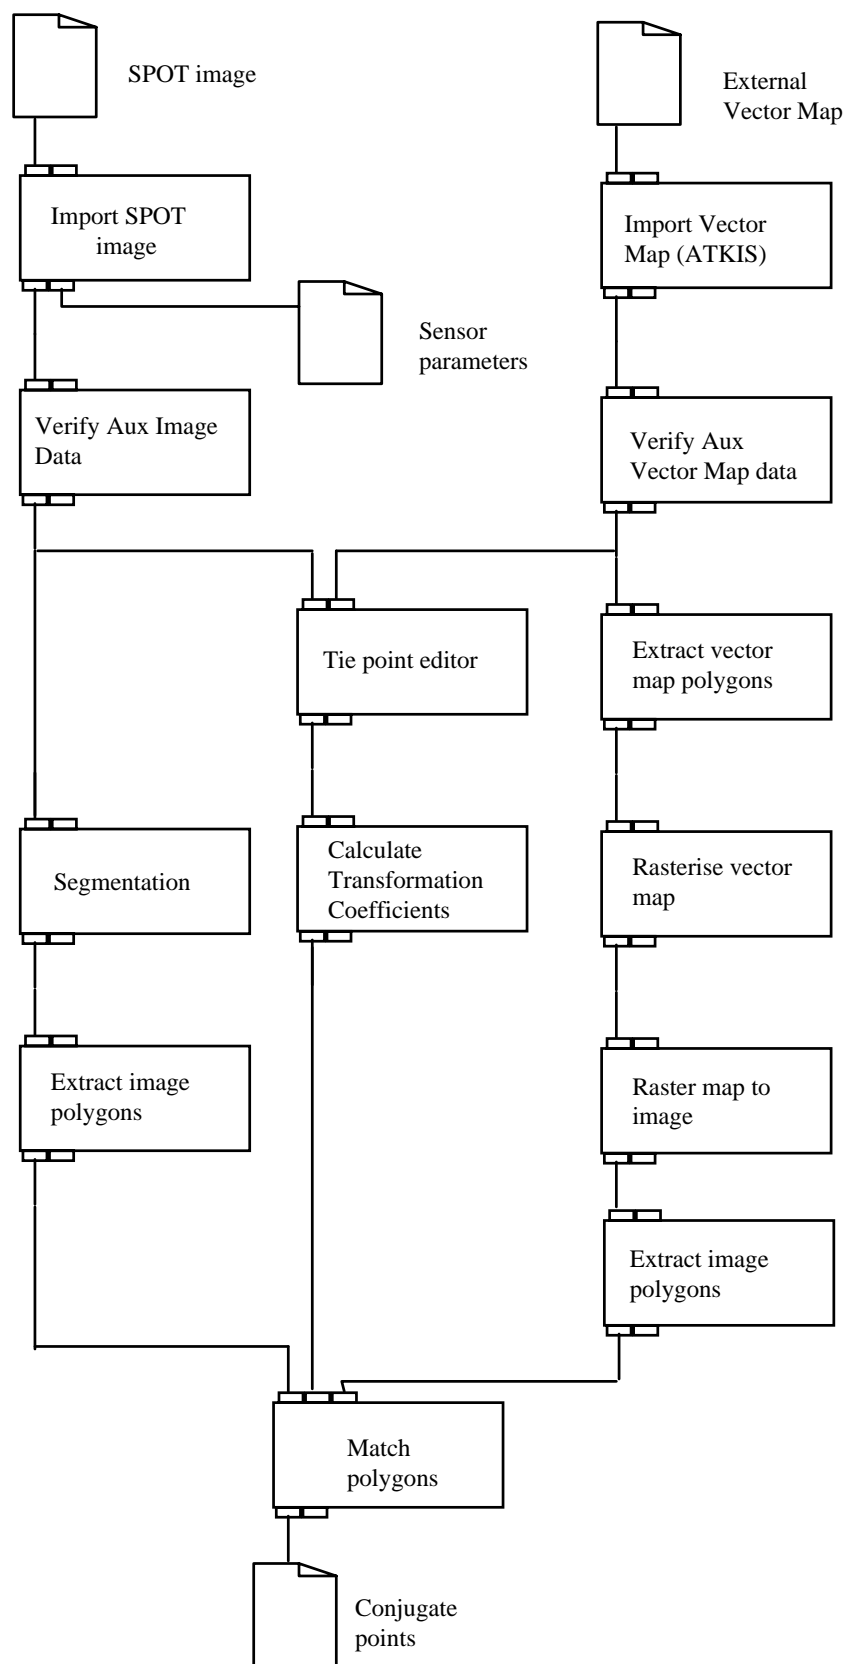 SPOT image
External
Vector Map
Import SPOT
image
Import Vector
Map (ATKIS)
Sensor
parameters
Verify Aux Image
Data
Verify Aux
Vector Map data
Tie point editor
Extract vector
map polygons
Segmentation
Calculate
Transformation
Coefficients
Rasterise vector
map
Extract image
polygons
Raster map to
image
Extract image
polygons
Match
polygons
Conjugate
points